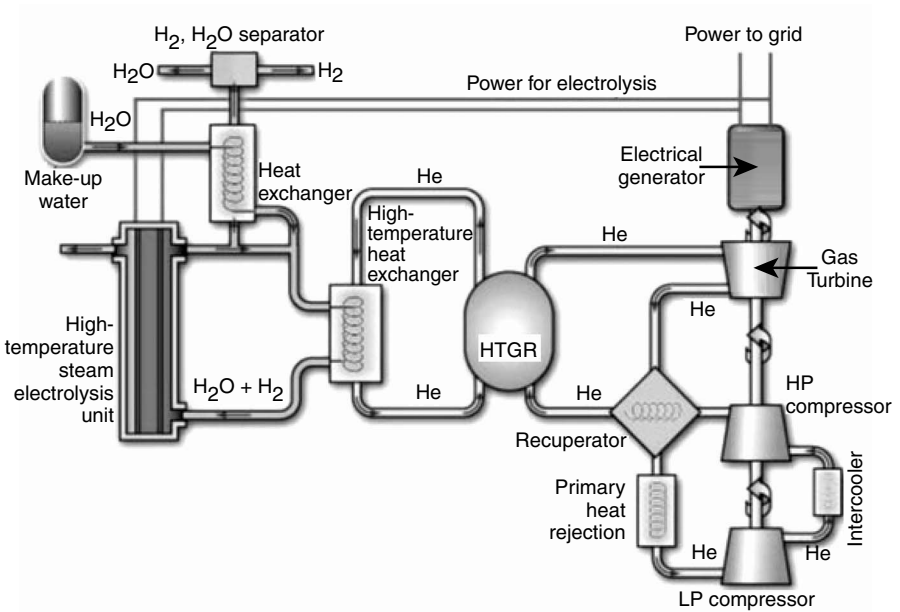 H2, H2O separator
H2O
H2
Power to grid
Power for electrolysis
H2O
Make-up
water
Heat
exchanger
Electrical
generator
He
High-
temperature
heat
exchanger
He
Gas
Turbine
He
High-
temperature
steam
electrolysis
unit
HTGR
H2O + H2
He
He
HP
compressor
Recuperator
Primary
heat
rejection
Intercooler
He
He
LP compressor